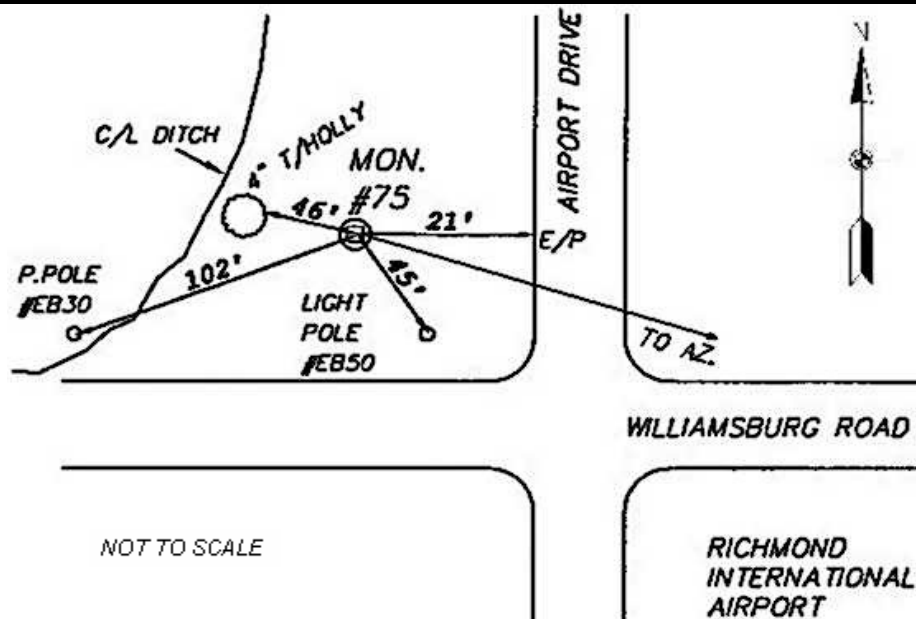 N
AIRPORT DRIVE
C/L DITCH
4" T/HOLLY
MON.
#75
46'
21'
E/P
102'
45'
P.POLE
#EB30
LIGHT
POLE
#EB50
TO AZ.
WILLIAMSBURG ROAD
NOT TO SCALE
RICHMOND
INTERNATIONAL
AIRPORT